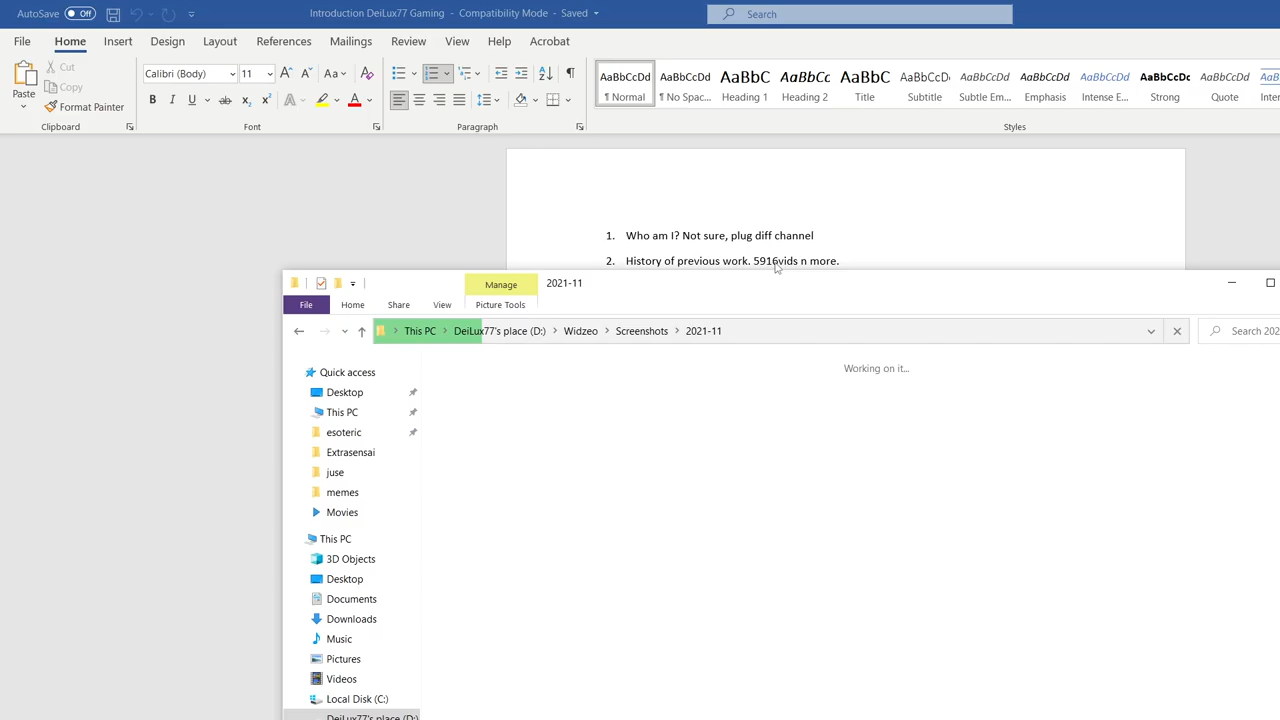 AutoSave Off Introduction DeiLux77 Gaming - Compatibility Mode - Saved Search
File Home Insert Design Layout References Mailings Review View Help Acrobat
Paste Cut Copy Format Painter
Calibri (Body) 11
AaBbCcDd AaBbCcDd AaBbC AaBbCc AaBbC AaBbCcD AaBbCcDd AaBbCcDd AaBbCcDd AaBbCcDc AaBbCcDd
¶ Normal ¶ No Spac... Heading 1 Heading 2 Title Subtitle Subtle Em... Emphasis Intense E... Strong Quote
Clipboard Font Paragraph Styles
1. Who am I? Not sure, plug diff channel
2. History of previous work. 5916vids n more.
Manage 2021-11
File Home Share View Picture Tools
This PC DeiLux77's place (D:) Widzeo Screenshots 2021-11 Search 202
Working on it...
Quick access
Desktop
This PC
esoteric
Extrasensai
juse
memes
Movies
This PC
3D Objects
Desktop
Documents
Downloads
Music
Pictures
Videos
Local Disk (C:)
DeiLux77's place (D:)